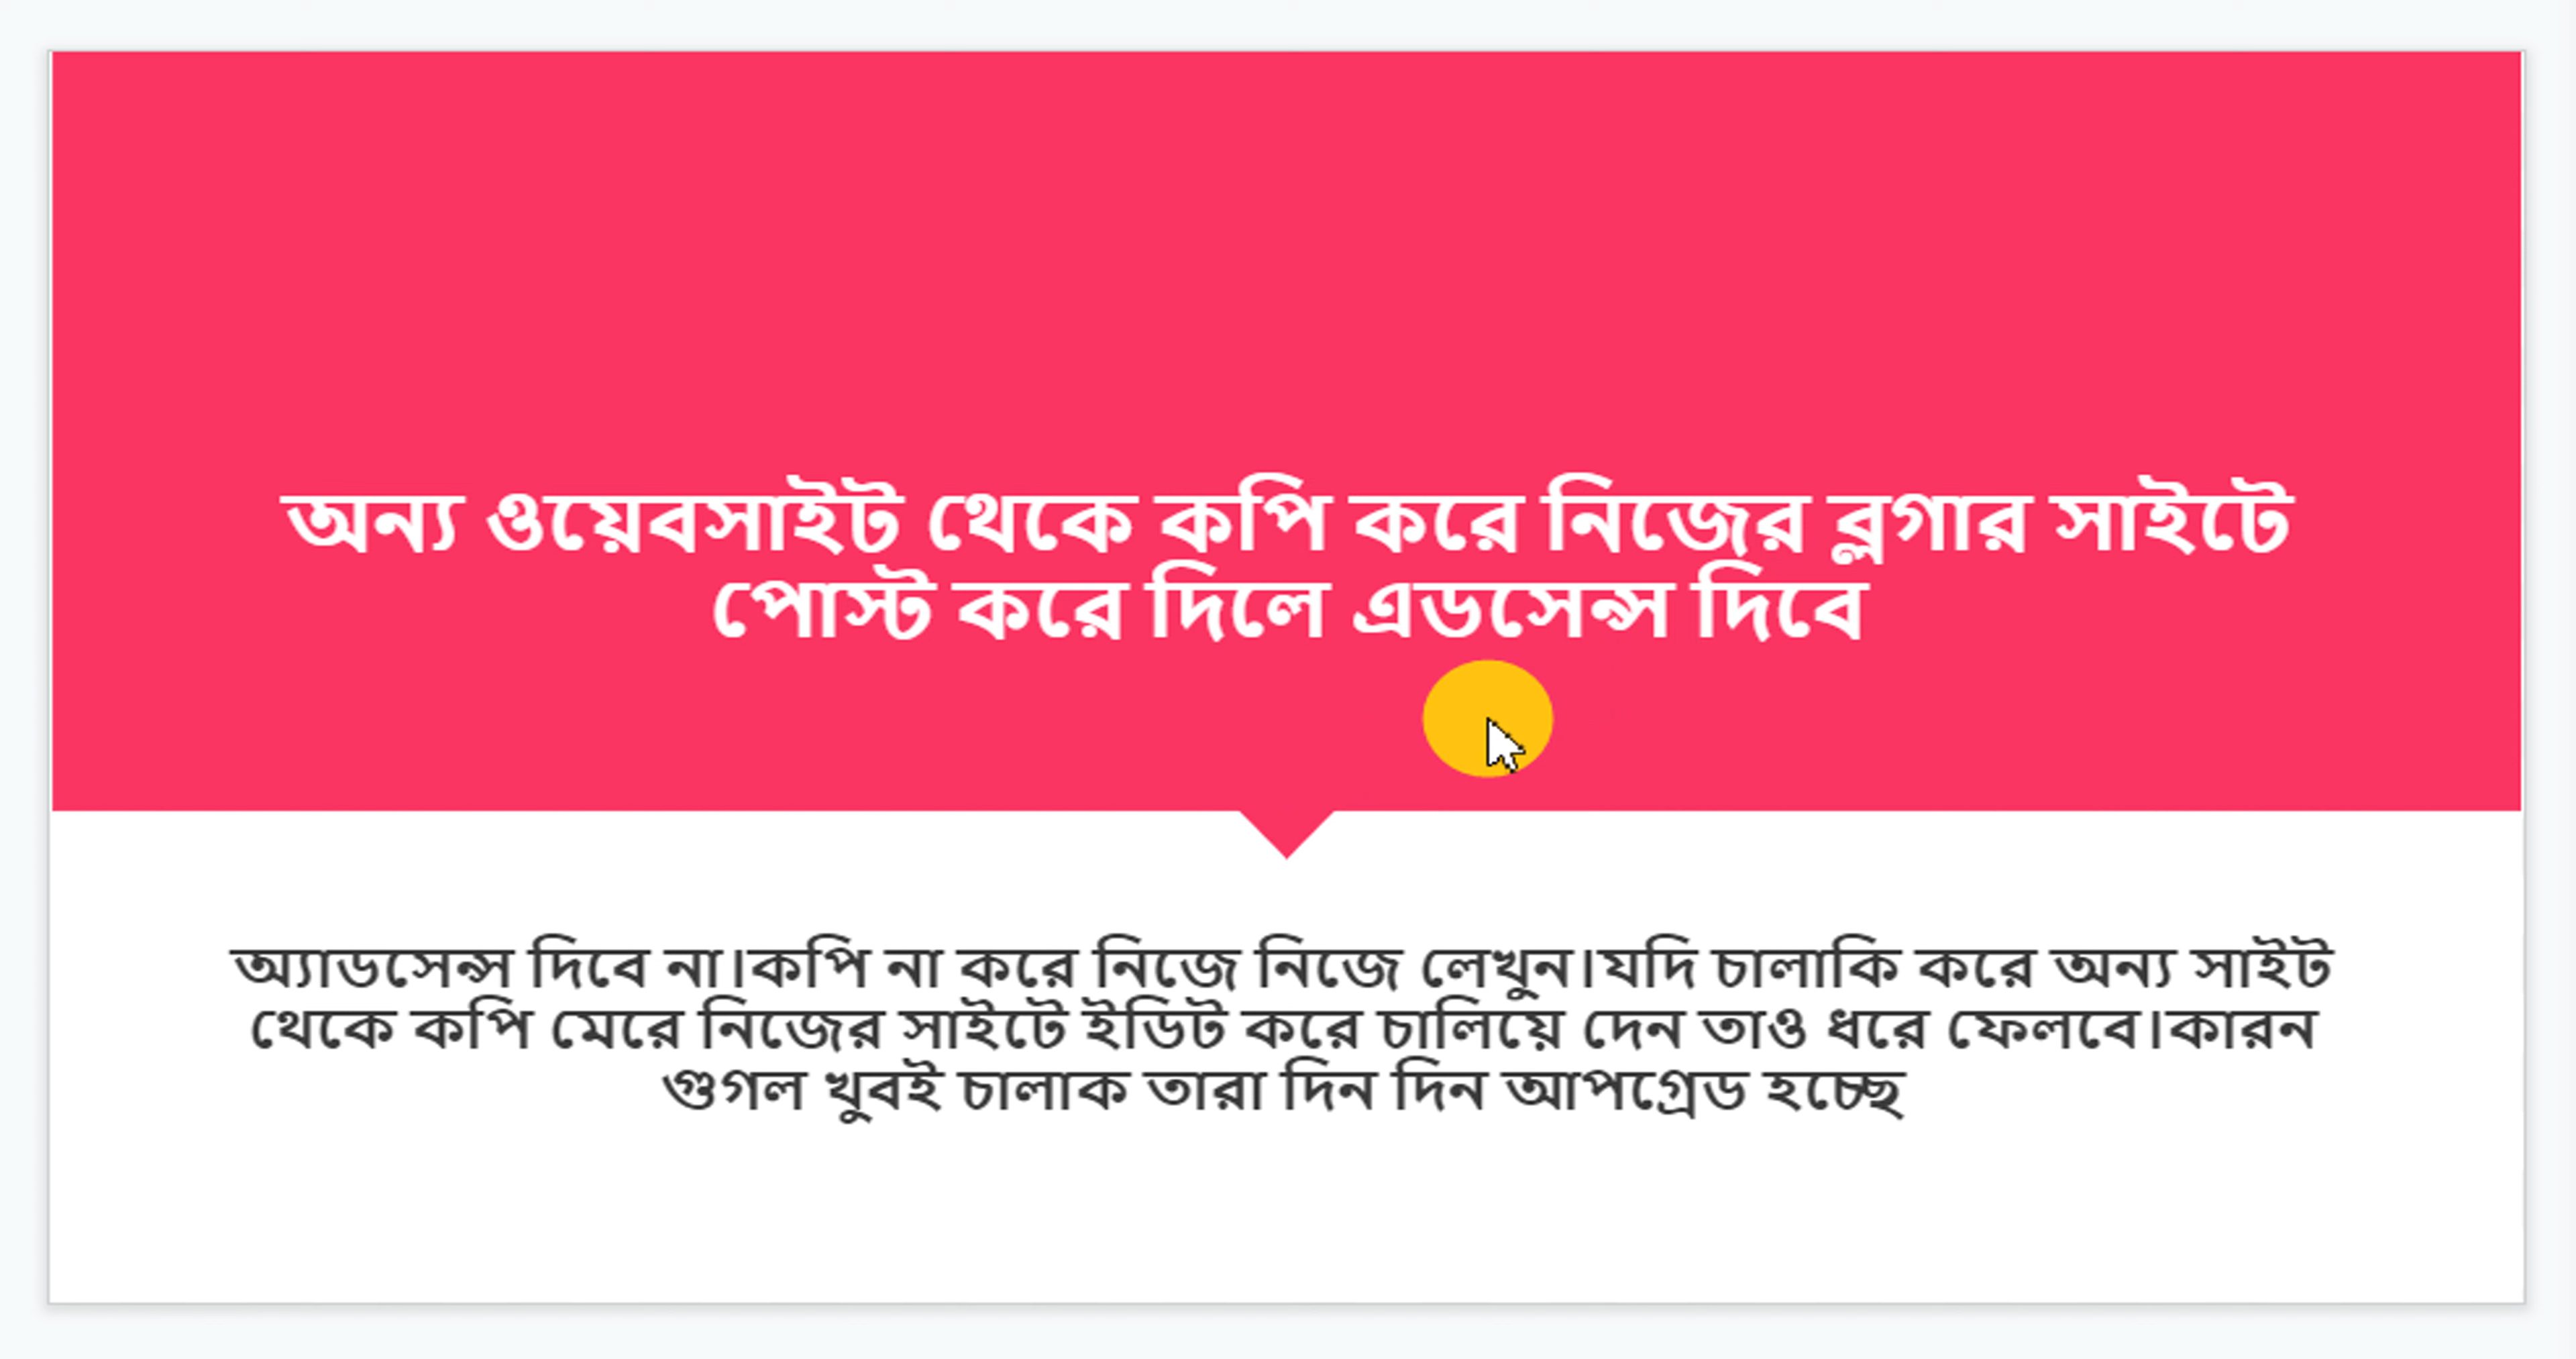 অন্য ওয়েবসাইট থেকে কপি করে নিজের ব্লগার সাইটে
পোস্ট করে দিলে এডসেন্স দিবে
অ্যাডসেন্স দিবে না।কপি না করে নিজে নিজে লেখুন।যদি চালাকি করে অন্য সাইট
থেকে কপি মেরে নিজের সাইটে ইডিট করে চালিয়ে দেন তাও ধরে ফেলবে।কারন
গুগল খুবই চালাক তারা দিন দিন আপগ্রেড হচ্ছে